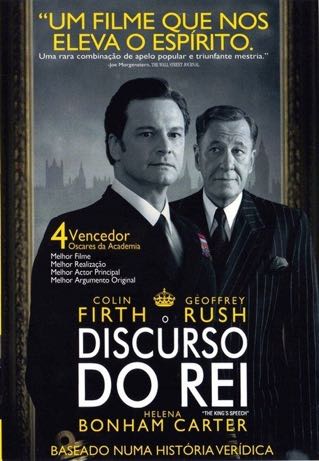 “UM FILME QUE NOS
ELEVA O ESPÍRITO.
Uma rara combinação de apelo popular e triunfante mestria.”
-Joe Morgenstern, THE WALL STREET JOURNAL
4 Vencedor
Oscares da Academia
Melhor Filme
Melhor Realização
Melhor Actor Principal
Melhor Argumento Original
COLIN GEOFFREY
FIRTH O RUSH
DISCURSO
DO REI
"THE KING'S SPEECH"
HELENA
BONHAM CARTER
BASEADO NUMA HISTÓRIA VERÍDICA